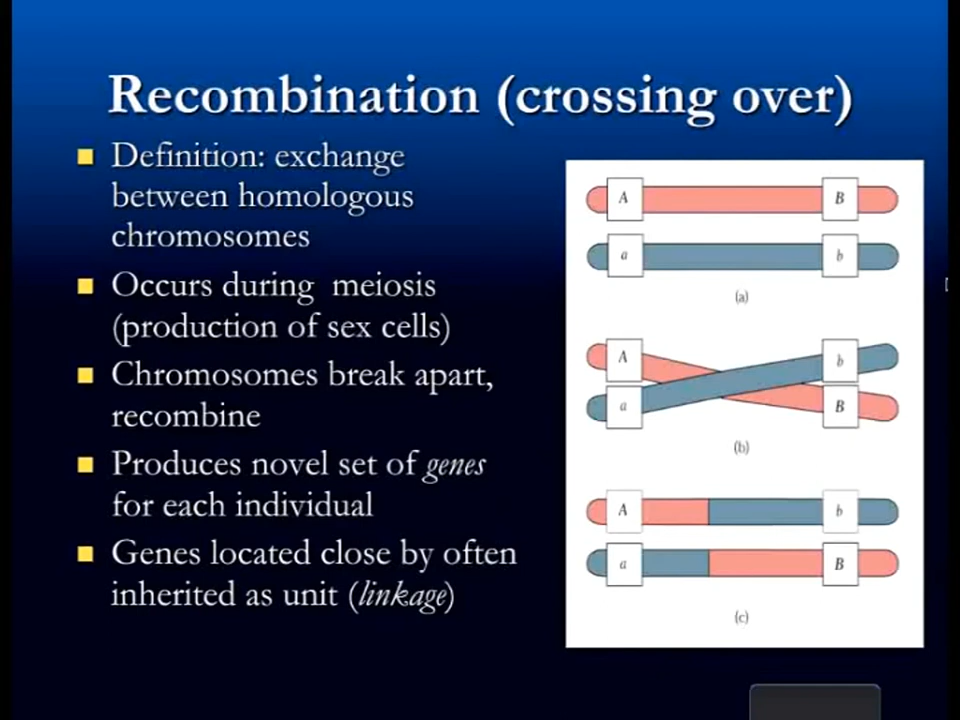 Recombination (crossing over)
Definition: exchange
between homologous
chromosomes
Occurs during meiosis
(production of sex cells)
Chromosomes break apart,
recombine
Produces novel set of genes
for each individual
Genes located close by often
inherited as unit (linkage)
A B
a b
(a)
A b
a B
(b)
A b
a B
(c)